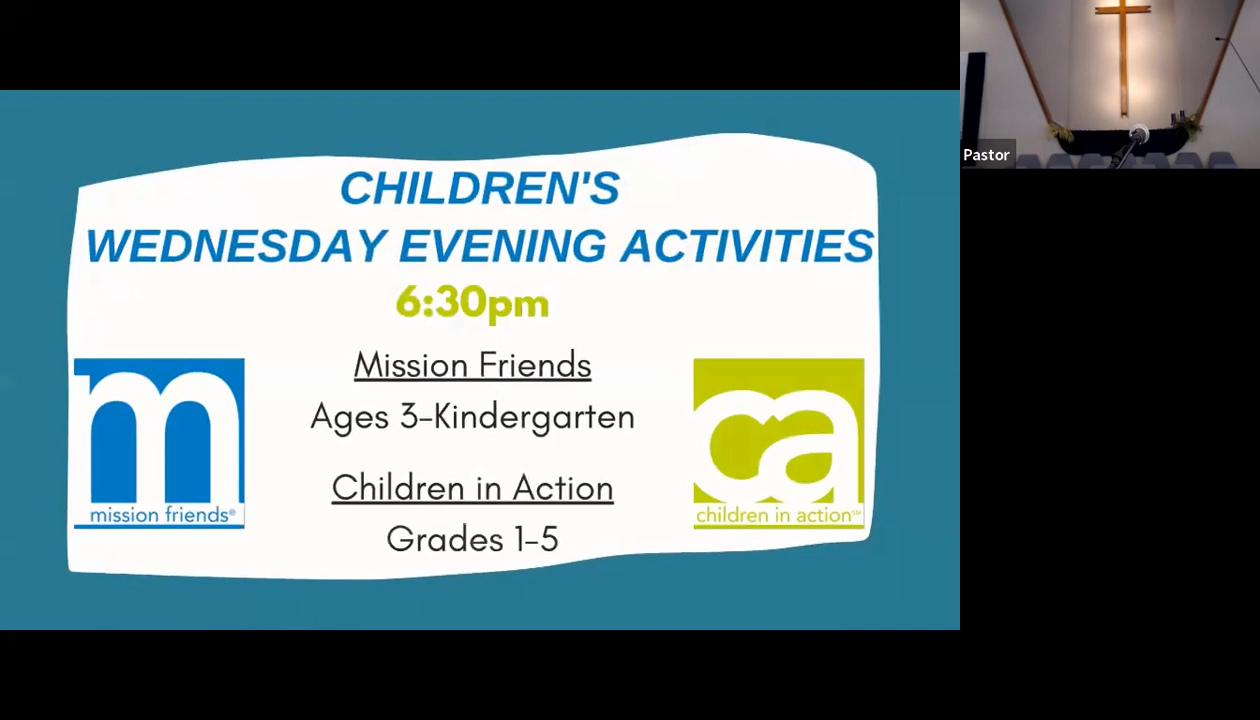 CHILDREN'S
WEDNESDAY EVENING ACTIVITIES
6:30pm
Mission Friends
Ages 3-Kindergarten
Children in Action
Grades 1-5
m
mission friends®
ca
children in action℠
Pastor